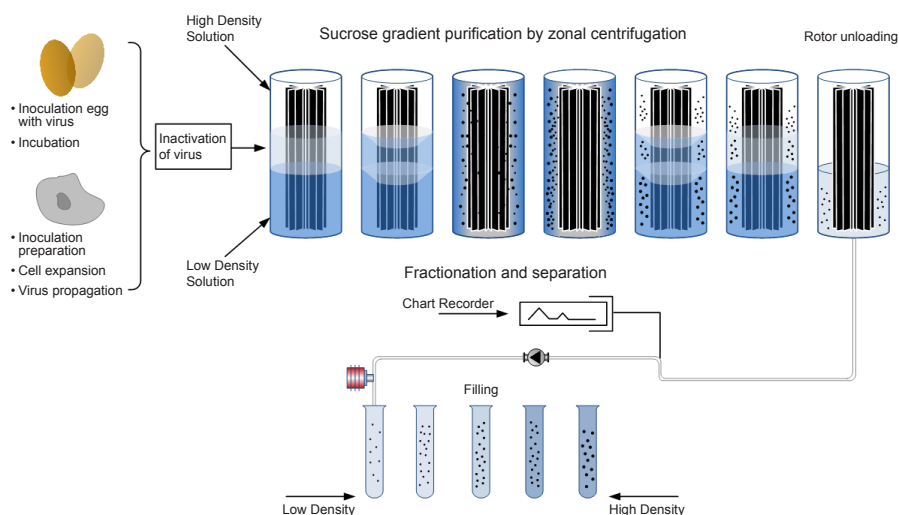 High Density
Solution
Sucrose gradient purification by zonal centrifugation
Rotor unloading
• Inoculation egg
with virus
• Incubation
Inactivation
of virus
• Inoculation
preparation
• Cell expansion
• Virus propagation
Low Density
Solution
Fractionation and separation
Chart Recorder
Filling
Low Density
High Density